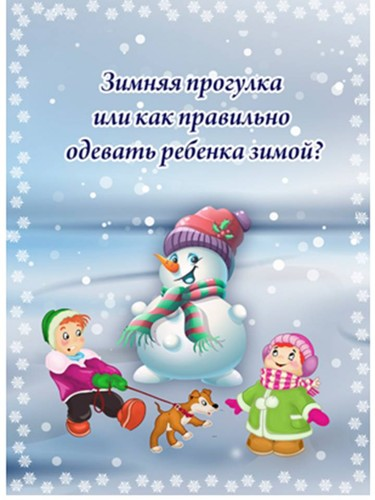 Зимняя прогулка
или как правильно
одевать ребенка зимой?